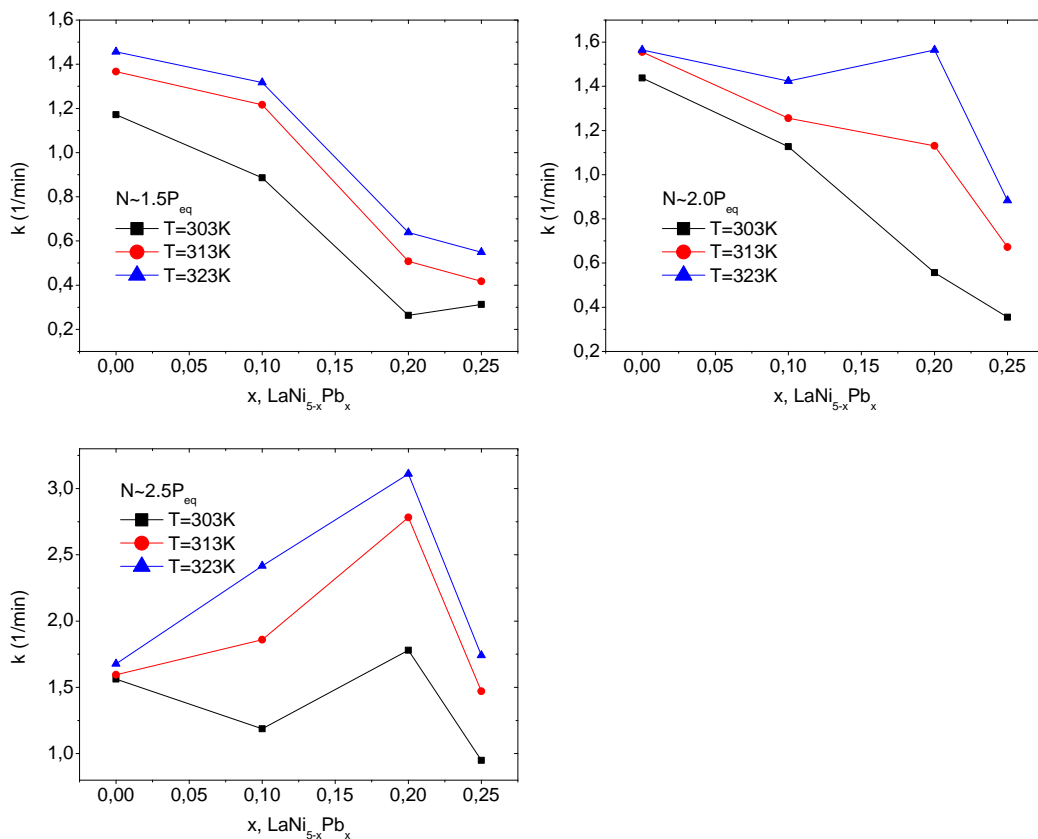 1,6
1,4
1,2
1,0
0,8
0,6
0,4
0,2
k (1/min)
N~1.5Peq
T=303K
T=313K
T=323K
0,00 0,05 0,10 0,15 0,20 0,25
x, LaNi5-xPbx
1,6
1,4
1,2
1,0
0,8
0,6
0,4
0,2
k (1/min)
N~2.0Peq
T=303K
T=313K
T=323K
0,00 0,05 0,10 0,15 0,20 0,25
x, LaNi5-xPbx
3,0
2,5
2,0
1,5
1,0
k (1/min)
N~2.5Peq
T=303K
T=313K
T=323K
0,00 0,05 0,10 0,15 0,20 0,25
x, LaNi5-xPbx